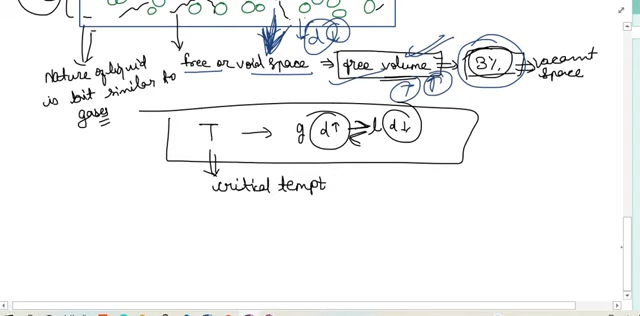 d↓
Nature of liquid is bit similar to gases
free or void space ⇒ free volume ⇒ 3% ⇒ vacant space
T ↑
T → g d↑ ⇌ l d↓
critical tempt